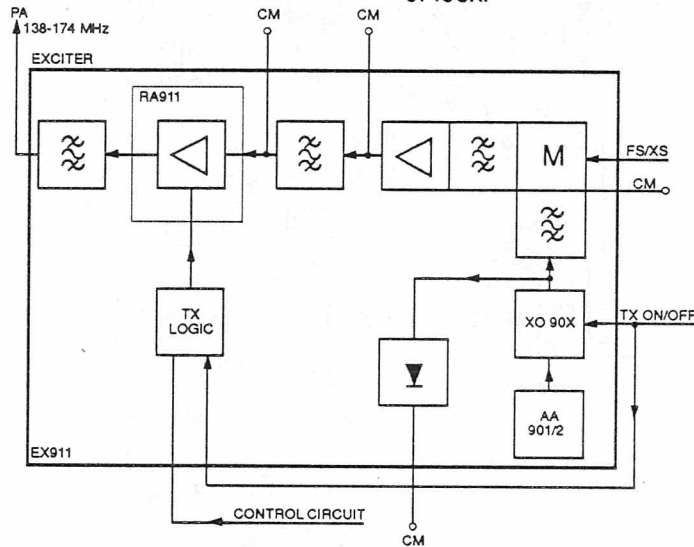 PA
138-174 MHz
CM
CM
EXCITER
RA911
M
FS/XS
CM
TX
LOGIC
XO 90X
TX ON/OFF
AA
901/2
EX911
CONTROL CIRCUIT
CM